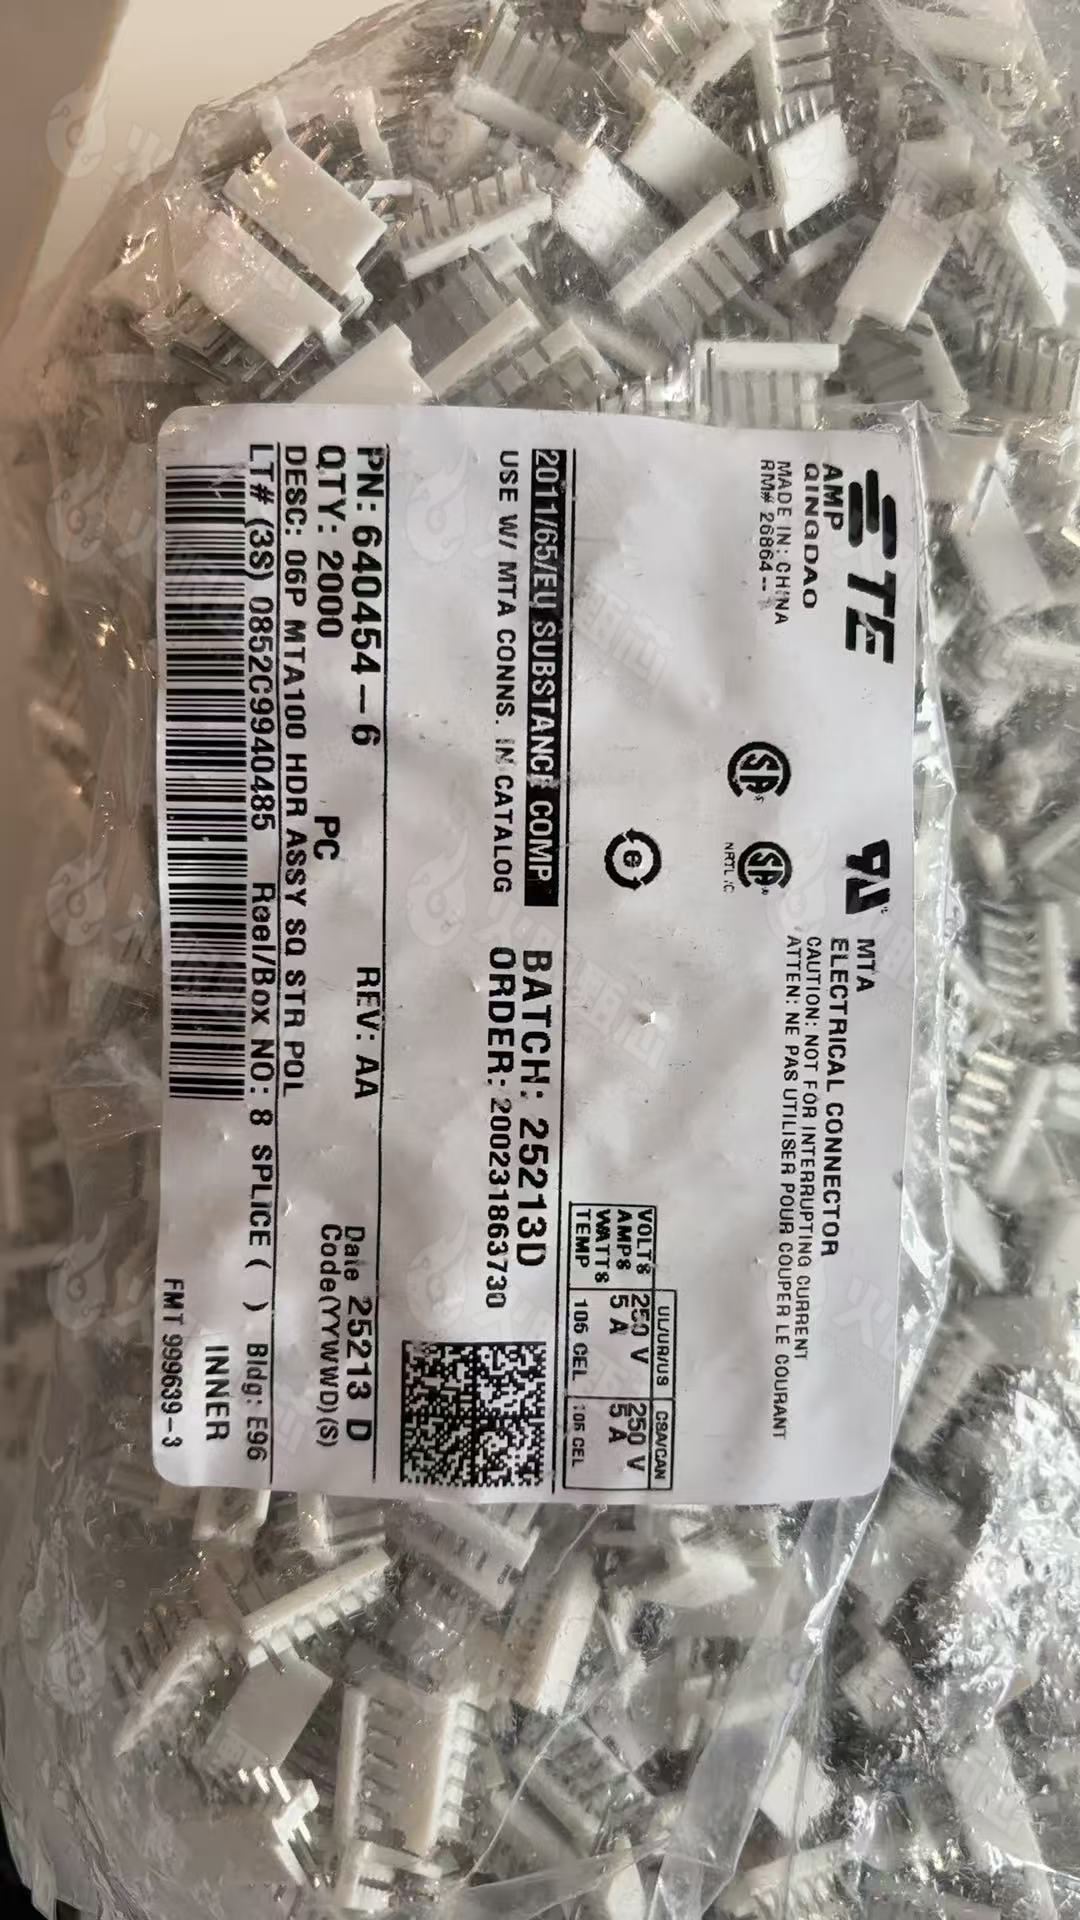 TE
AMP
QINGDAO
MADE IN: CHINA
RM# 26864--
MTA
ELECTRICAL CONNECTOR
CAUTION: NOT FOR INTERRUPTING CURRENT
ATTEN: NE PAS UTILISER POUR COUPER LE COURANT
NRTL /C
e
UL/UR/US CSA/CAN
VOLTS 250 V 250 V
AMPS 5 A 5 A
WATTS
TEMP 105 CEL 105 CEL
2011/65/EU SUBSTANCE COMP
USE W/ MTA CONNS. IN CATALOG
BATCH: 25213D
ORDER: 20023186373​0
PN: 640454-6 REV: AA
QTY: 2000 PC
Date 25213 D
Code(YYWWD)(S)
DESC: 06P MTA100 HDR ASSY SQ STR POL
LT# (3S) 0852C9940485 Reel/Box NO: 8 SPLICE ( ) Bldg: E96
INNER
FMT 999639-3